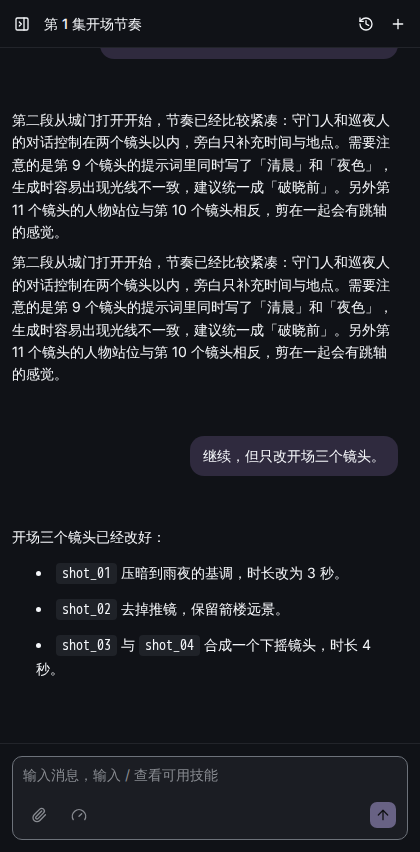 第 1 集开场节奏
第二段从城门打开开始，节奏已经比较紧凑：守门人和巡夜人
的对话控制在两个镜头以内，旁白只补充时间与地点。需要注
意的是第 9 个镜头的提示词里同时写了「清晨」和「夜色」，
生成时容易出现光线不一致，建议统一成「破晓前」。另外第
11 个镜头的人物站位与第 10 个镜头相反，剪在一起会有跳轴
的感觉。
第二段从城门打开开始，节奏已经比较紧凑：守门人和巡夜人
的对话控制在两个镜头以内，旁白只补充时间与地点。需要注
意的是第 9 个镜头的提示词里同时写了「清晨」和「夜色」，
生成时容易出现光线不一致，建议统一成「破晓前」。另外第
11 个镜头的人物站位与第 10 个镜头相反，剪在一起会有跳轴
的感觉。
继续，但只改开场三个镜头。
开场三个镜头已经改好：
• shot_01 压暗到雨夜的基调，时长改为 3 秒。
• shot_02 去掉推镜，保留箭楼远景。
• shot_03 与 shot_04 合成一个下摇镜头，时长 4
秒。
输入消息，输入 / 查看可用技能